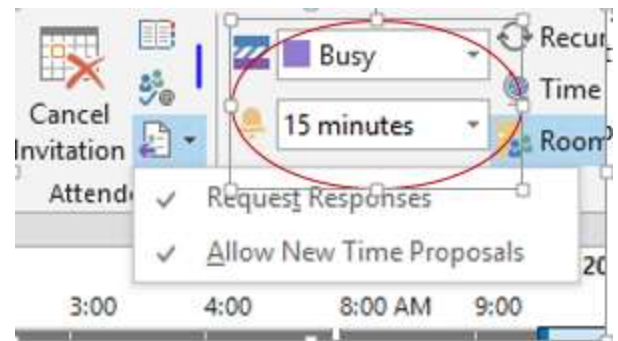 Busy
Recur
15 minutes
Time
Cancel
Invitation
Room
Attend
Request Responses
Allow New Time Proposals
20
3:00
4:00
8:00 AM
9:00